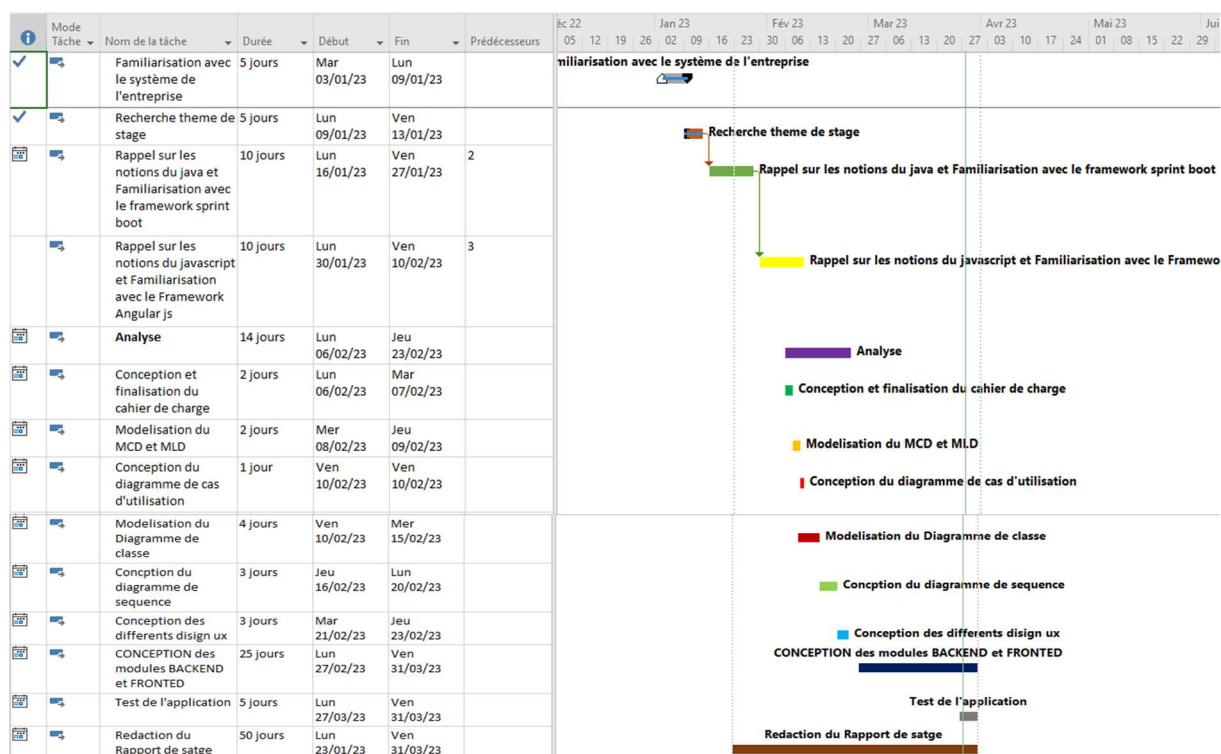 Mode
Tâche
Nom de la tâche
Durée
Début
Fin
Prédécesseurs
éc 22 Jan 23 Fév 23 Mar 23 Avr 23 Mai 23 Jui
05 12 19 26 02 09 16 23 30 06 13 20 27 06 13 20 27 03 10 17 24 01 08 15 22 29
Familiarisation avec 5 jours Mar Lun
le système de 03/01/23 09/01/23
l'entreprise
miliarisation avec le système de l'entreprise
Recherche theme de 5 jours Lun Ven
stage 09/01/23 13/01/23
Recherche theme de stage
Rappel sur les 10 jours Lun Ven 2
notions du java et 16/01/23 27/01/23
Familiarisation avec
le framework sprint
boot
Rappel sur les notions du java et Familiarisation avec le framework sprint boot
Rappel sur les 10 jours Lun Ven 3
notions du javascript 30/01/23 10/02/23
et Familiarisation
avec le Framework
Angular js
Rappel sur les notions du javascript et Familiarisation avec le Framewo
Analyse 14 jours Lun Jeu
06/02/23 23/02/23
Analyse
Conception et 2 jours Lun Mar
finalisation du 06/02/23 07/02/23
cahier de charge
Conception et finalisation du cahier de charge
Modelisation du 2 jours Mer Jeu
MCD et MLD 08/02/23 09/02/23
Modelisation du MCD et MLD
Conception du 1 jour Ven Ven
diagramme de cas 10/02/23 10/02/23
d'utilisation
Conception du diagramme de cas d'utilisation
Modelisation du 4 jours Ven Mer
Diagramme de 10/02/23 15/02/23
classe
Modelisation du Diagramme de classe
Concption du 3 jours Jeu Lun
diagramme de 16/02/23 20/02/23
sequence
Concption du diagramme de sequence
Conception des 3 jours Mar Jeu
differents disign ux 21/02/23 23/02/23
Conception des differents disign ux
CONCEPTION des 25 jours Lun Ven
modules BACKEND 27/02/23 31/03/23
et FRONTED
CONCEPTION des modules BACKEND et FRONTED
Test de l'application 5 jours Lun Ven
27/03/23 31/03/23
Test de l'application
Redaction du 50 jours Lun Ven
Rapport de satge 23/01/23 31/03/23
Redaction du Rapport de satge